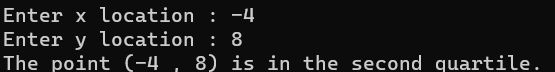 Enter x location : -4
Enter y location : 8
The point (-4 , 8) is in the second quartile.